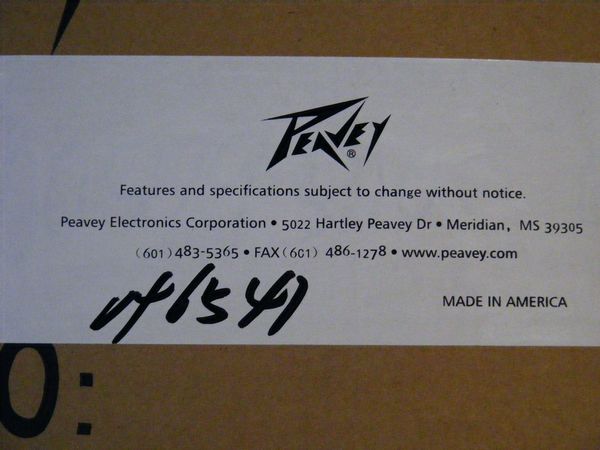 PEAVEY®
Features and specifications subject to change without notice.
Peavey Electronics Corporation • 5022 Hartley Peavey Dr • Meridian, MS 39305
(601) 483-5365 • FAX (601) 486-1278 • www.peavey.com
MADE IN AMERICA
O: